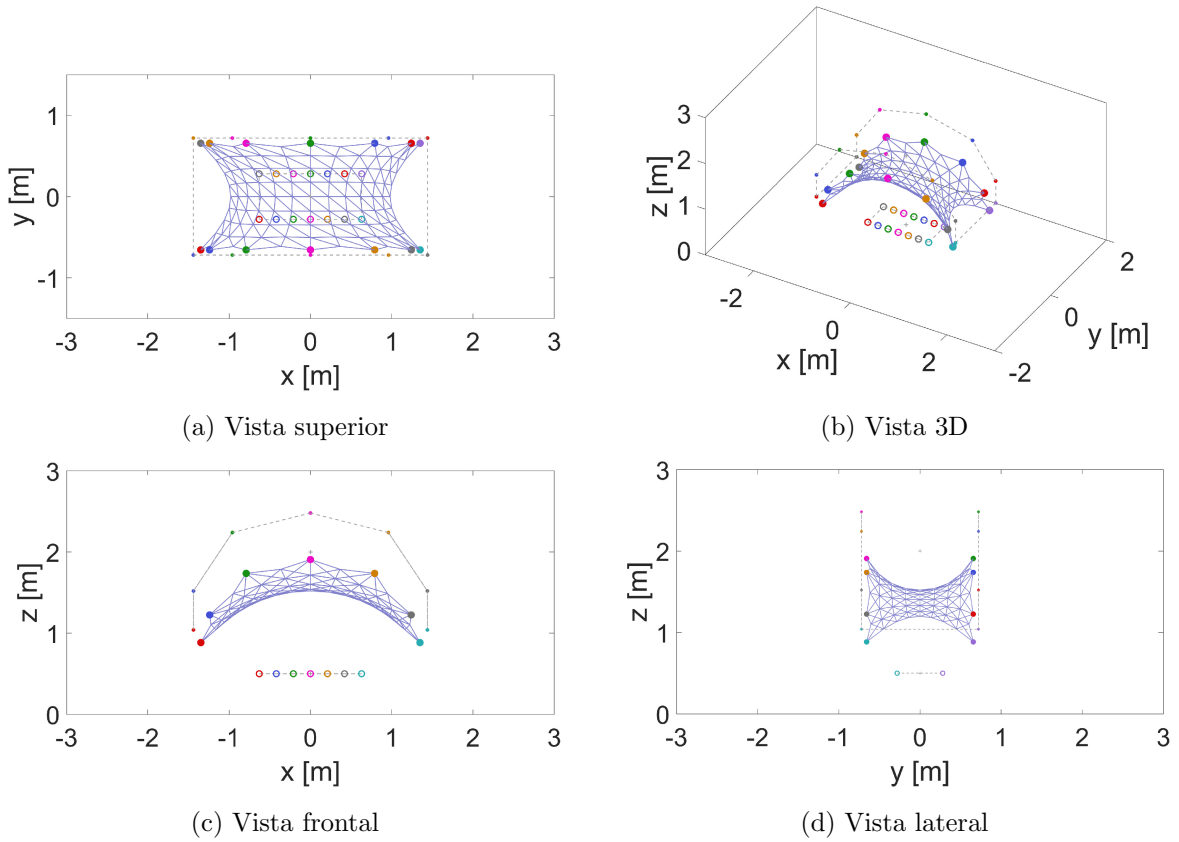 1
0
-1
y [m]
-3 -2 -1 0 1 2 3
x [m]
(a) Vista superior
3
2
1
0
z [m]
-2
0
2
x [m]
2
0
-2
y [m]
(b) Vista 3D
3
2
1
0
z [m]
-3 -2 -1 0 1 2 3
x [m]
(c) Vista frontal
3
2
1
0
z [m]
-3 -2 -1 0 1 2 3
y [m]
(d) Vista lateral